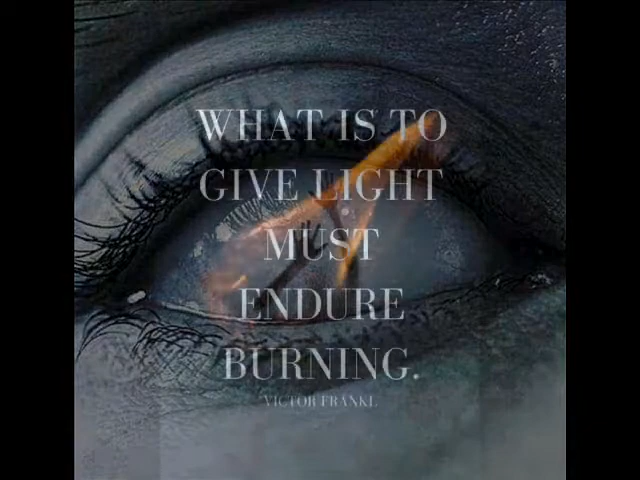 WHAT IS TO
GIVE LIGHT
MUST
ENDURE
BURNING.
VICTOR FRANKL